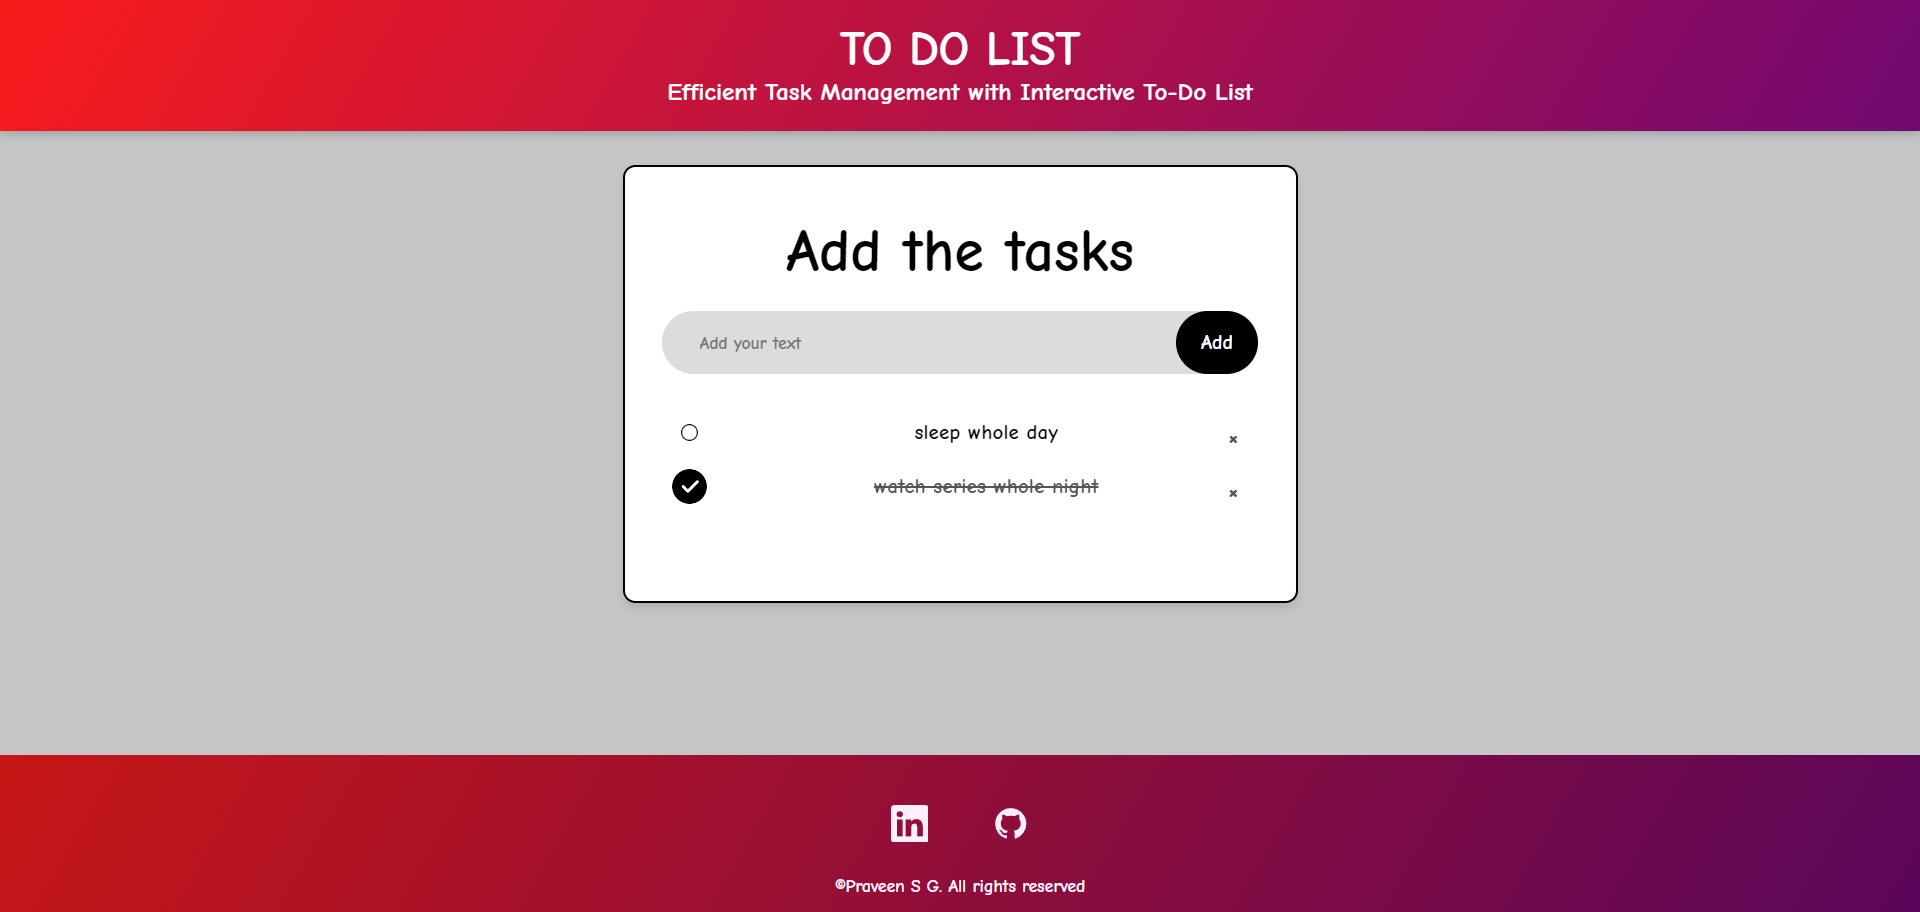 TO DO LIST
Efficient Task Management with Interactive To-Do List
Add the tasks
Add your text
Add
sleep whole day
×
watch series whole night
×
in
©Praveen S G. All rights reserved